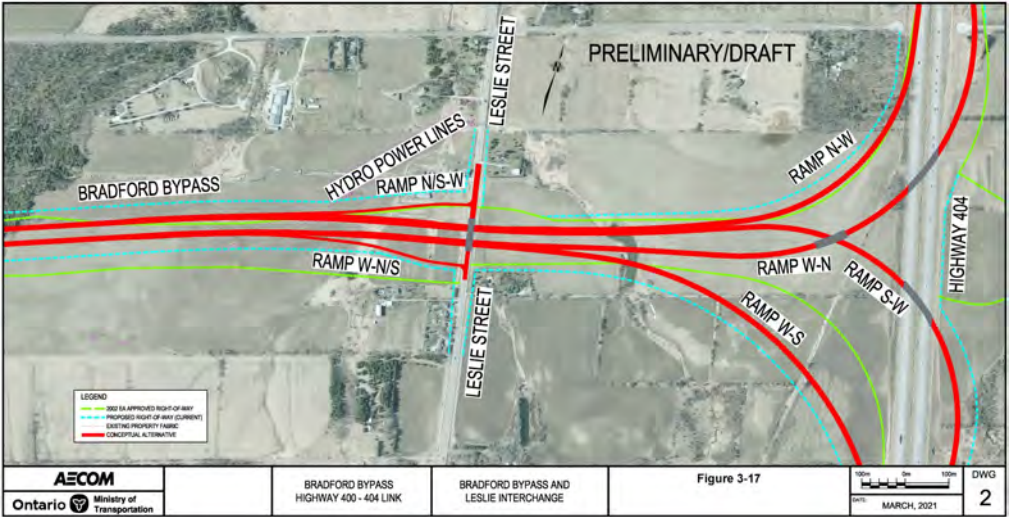 PRELIMINARY/DRAFT
LESLIE STREET
HYDRO POWER LINES
BRADFORD BYPASS
RAMP N/S-W
RAMP N-W
HIGHWAY 404
RAMP W-N/S
RAMP W-N
RAMP S-W
RAMP W-S
LESLIE STREET
LEGEND
2002 EA APPROVED RIGHT-OF-WAY
PROPOSED RIGHT-OF-WAY (CURRENT)
EXISTING PROPERTY FABRIC
CONCEPTUAL ALTERNATIVE
AECOM
Ontario Ministry of
Transportation
BRADFORD BYPASS
HIGHWAY 400 - 404 LINK
BRADFORD BYPASS AND
LESLIE INTERCHANGE
Figure 3-17
100m 0m 100m
DATE: MARCH, 2021
DWG
2